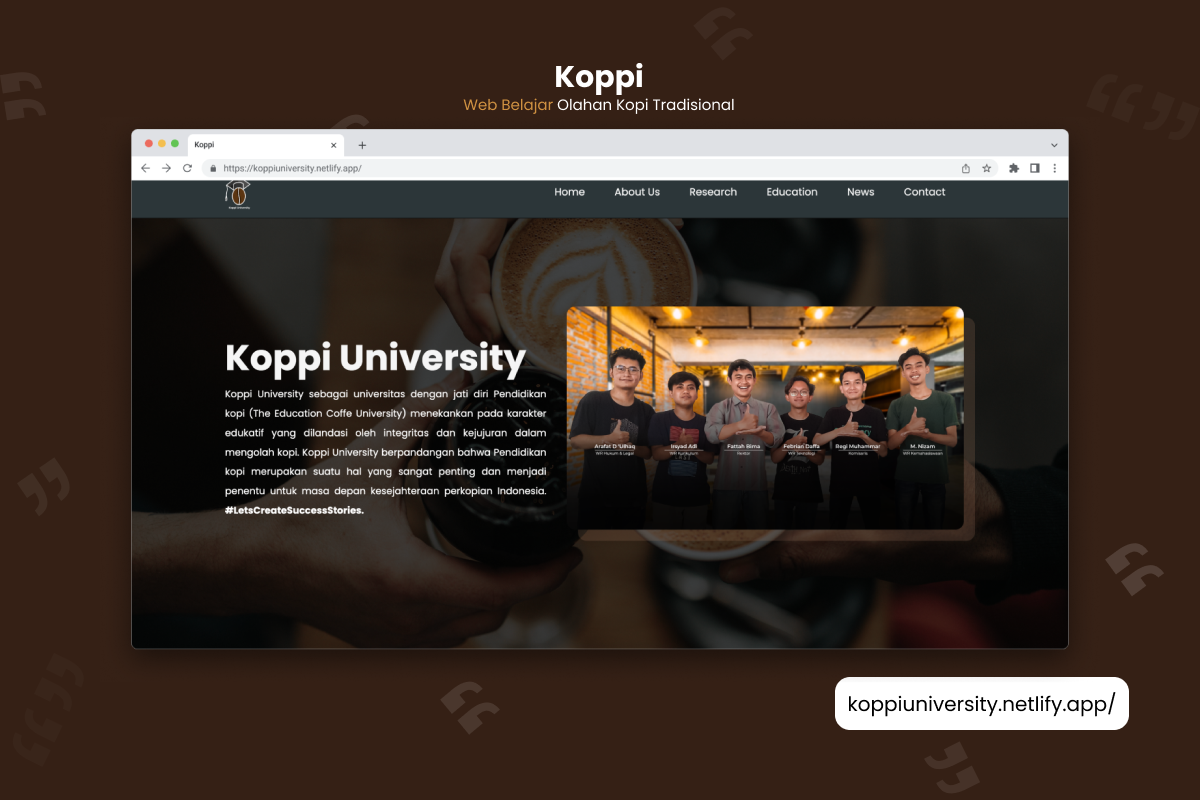 Koppi
Web Belajar Olahan Kopi Tradisional
Koppi
https://koppiuniversity.netlify.app/
Koppi University
Home About Us Research Education News Contact
Koppi University
Koppi University sebagai universitas dengan jati diri Pendidikan
kopi (The Education Coffe University) menekankan pada karakter
edukatif yang dilandasi oleh integritas dan kejujuran dalam
mengolah kopi. Koppi University berpandangan bahwa Pendidikan
kopi merupakan suatu hal yang sangat penting dan menjadi
penentu untuk masa depan kesejahteraan perkopian Indonesia.
#LetsCreateSuccessStories.
Arafat D 'Ulhaq Irsyad Adi Fattah Bima Febrian Daffa Regi Muhammar M. Nizam
WR Hukum & Legal WR Kurikulum Rektor WR Teknologi WR Kemahasiswaan
koppiuniversity.netlify.app/